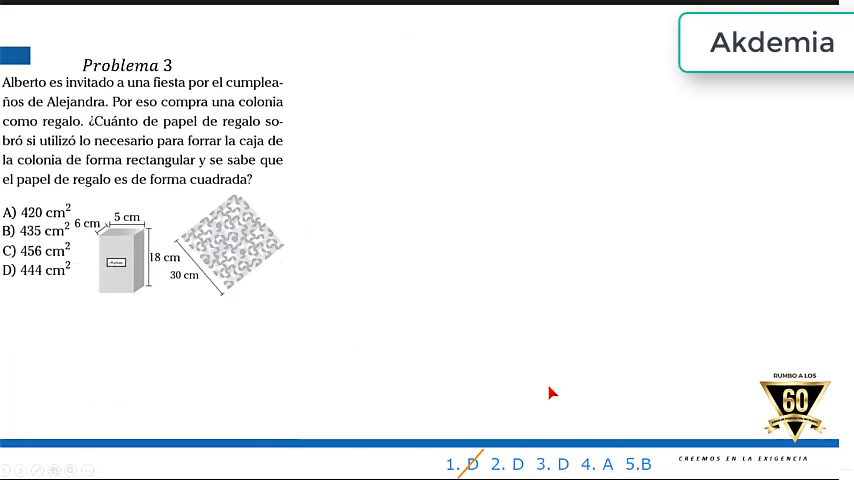 Akdemia
Problema 3
Alberto es invitado a una fiesta por el cumplea-
ños de Alejandra. Por eso compra una colonia
como regalo. ¿Cuánto de papel de regalo so-
bró si utilizó lo necesario para forrar la caja de
la colonia de forma rectangular y se sabe que
el papel de regalo es de forma cuadrada?
A) 420 cm²
B) 435 cm²
C) 456 cm²
D) 444 cm²
6 cm
5 cm
18 cm
30 cm
RUMBO A LOS
60
CREEMOS EN LA EXIGENCIA
1. D 2. D 3. D 4. A 5.B